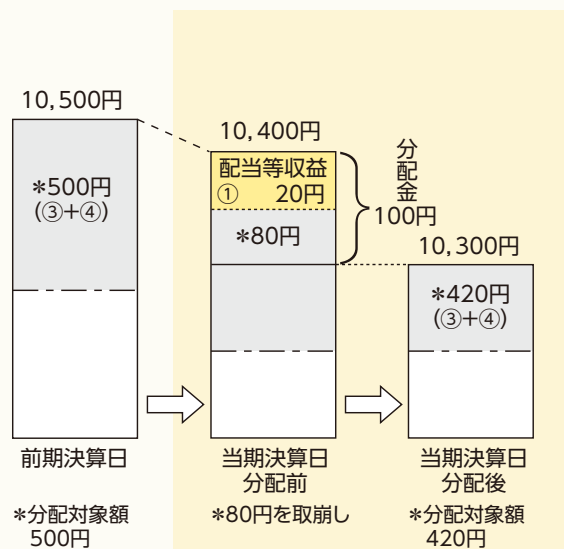 10,500円
*500円
(③+④)
前期決算日
*分配対象額
500円
10,400円
配当等収益
① 20円
*80円
分配金
100円
当期決算日
分配前
*80円を取崩し
10,300円
*420円
(③+④)
当期決算日
分配後
*分配対象額
420円